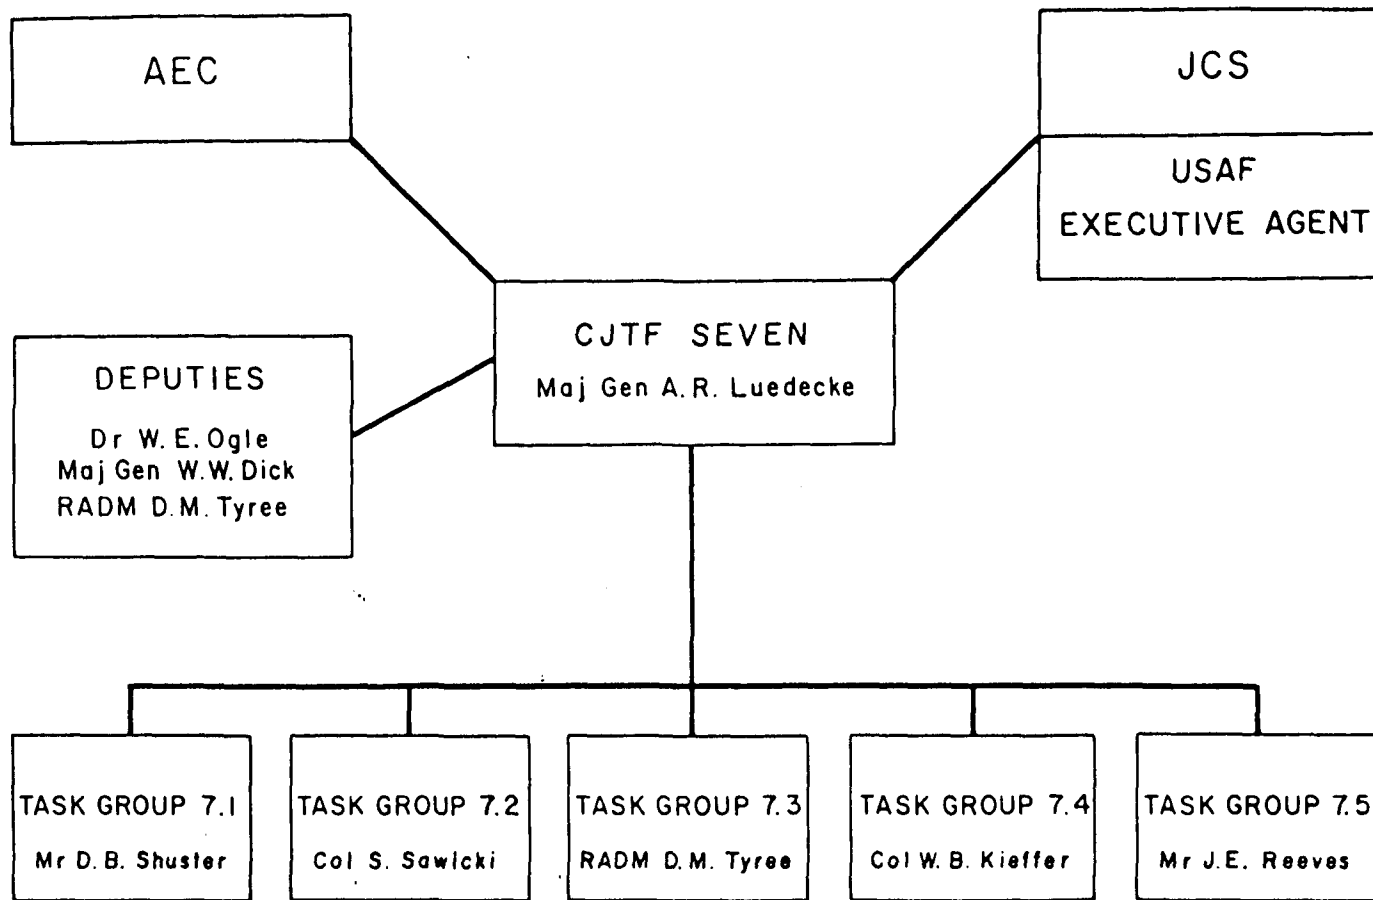 AEC
JCS
USAF
EXECUTIVE AGENT
CJTF SEVEN
Maj Gen A. R. Luedecke
DEPUTIES
Dr W. E. Ogle
Maj Gen W. W. Dick
RADM D. M. Tyree
TASK GROUP 7.1
Mr D. B. Shuster
TASK GROUP 7.2
Col S. Sawicki
TASK GROUP 7.3
RADM D. M. Tyree
TASK GROUP 7.4
Col W. B. Kieffer
TASK GROUP 7.5
Mr J. E. Reeves